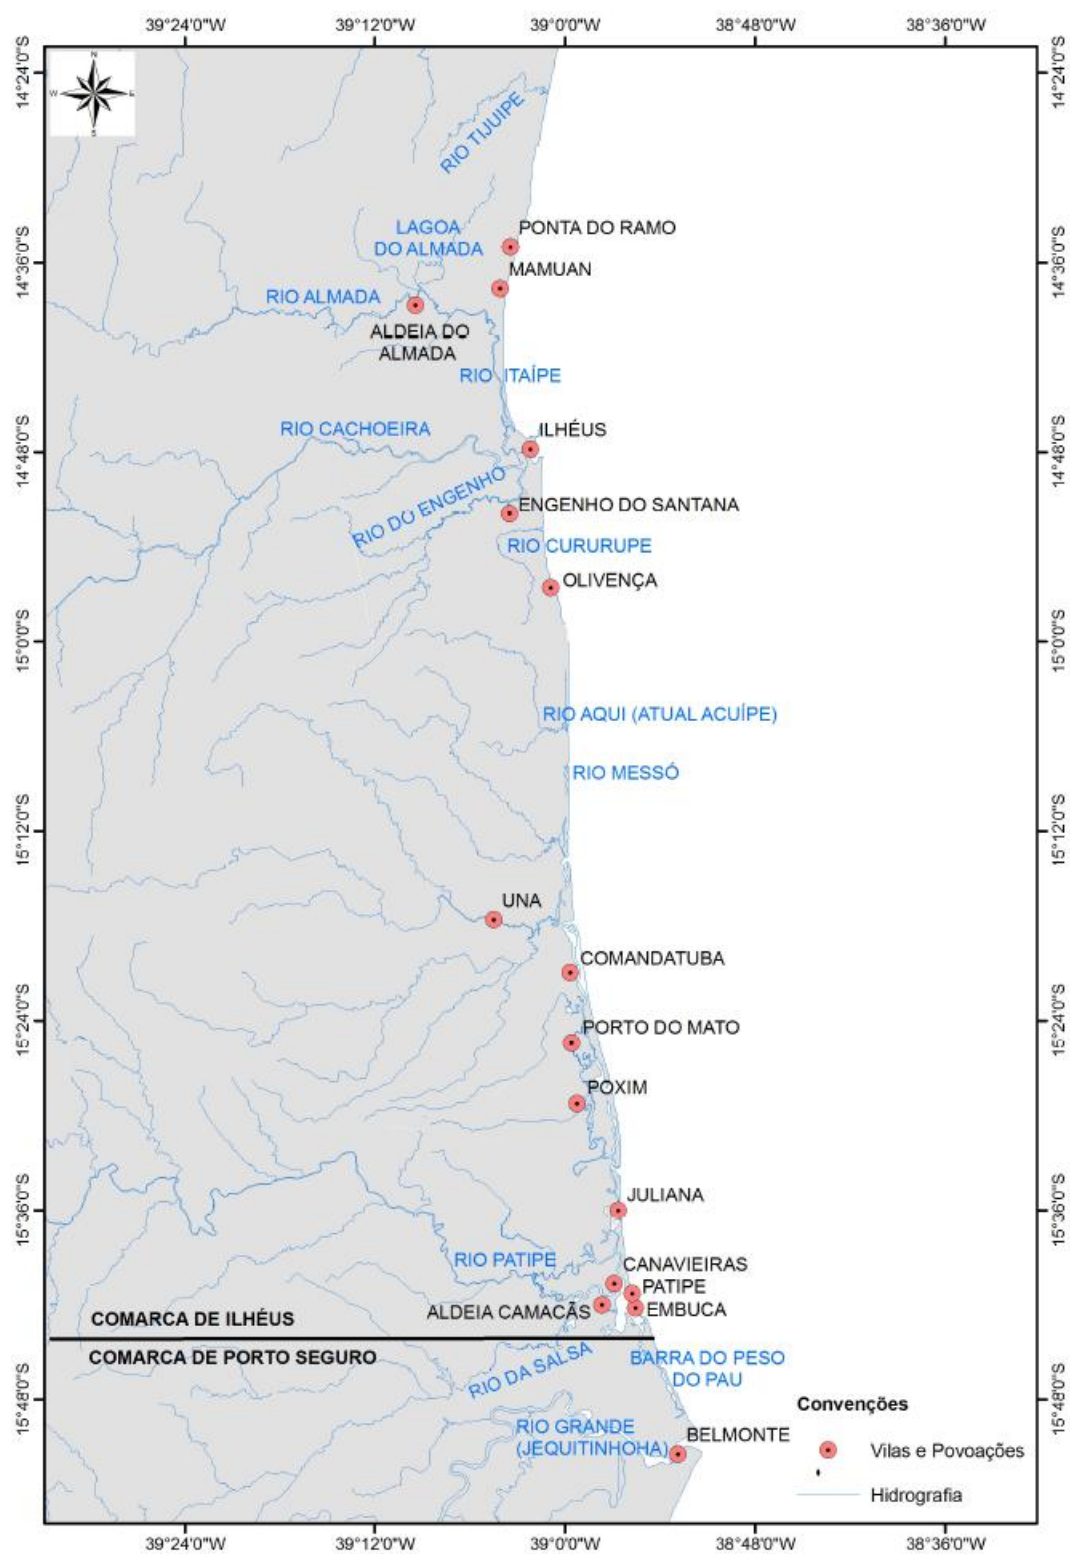 39°24'0"W 39°12'0"W 39°0'0"W 38°48'0"W 38°36'0"W
14°24'0"S 14°24'0"S
N
W E
S
RIO TIJUIPE
PONTA DO RAMO
LAGOA
DO ALMADA
14°36'0"S 14°36'0"S
MAMUAN
RIO ALMADA
ALDEIA DO
ALMADA
RIO ITAÍPE
RIO CACHOEIRA
ILHÉUS
14°48'0"S 14°48'0"S
RIO DO ENGENHO
ENGENHO DO SANTANA
RIO CURURUPE
OLIVENÇA
15°0'0"S 15°0'0"S
RIO AQUI (ATUAL ACUÍPE)
RIO MESSÓ
15°12'0"S 15°12'0"S
UNA
COMANDATUBA
15°24'0"S 15°24'0"S
PORTO DO MATO
POXIM
JULIANA
15°36'0"S 15°36'0"S
RIO PATIPE
CANAVIEIRAS
PATIPE
ALDEIA CAMACÃS
EMBUCA
COMARCA DE ILHÉUS
COMARCA DE PORTO SEGURO
RIO DA SALSA
BARRA DO PESO
DO PAU
15°48'0"S 15°48'0"S
RIO GRANDE
(JEQUITINHOHA)
BELMONTE
Convenções
Vilas e Povoações
Hidrografia
39°24'0"W 39°12'0"W 39°0'0"W 38°48'0"W 38°36'0"W